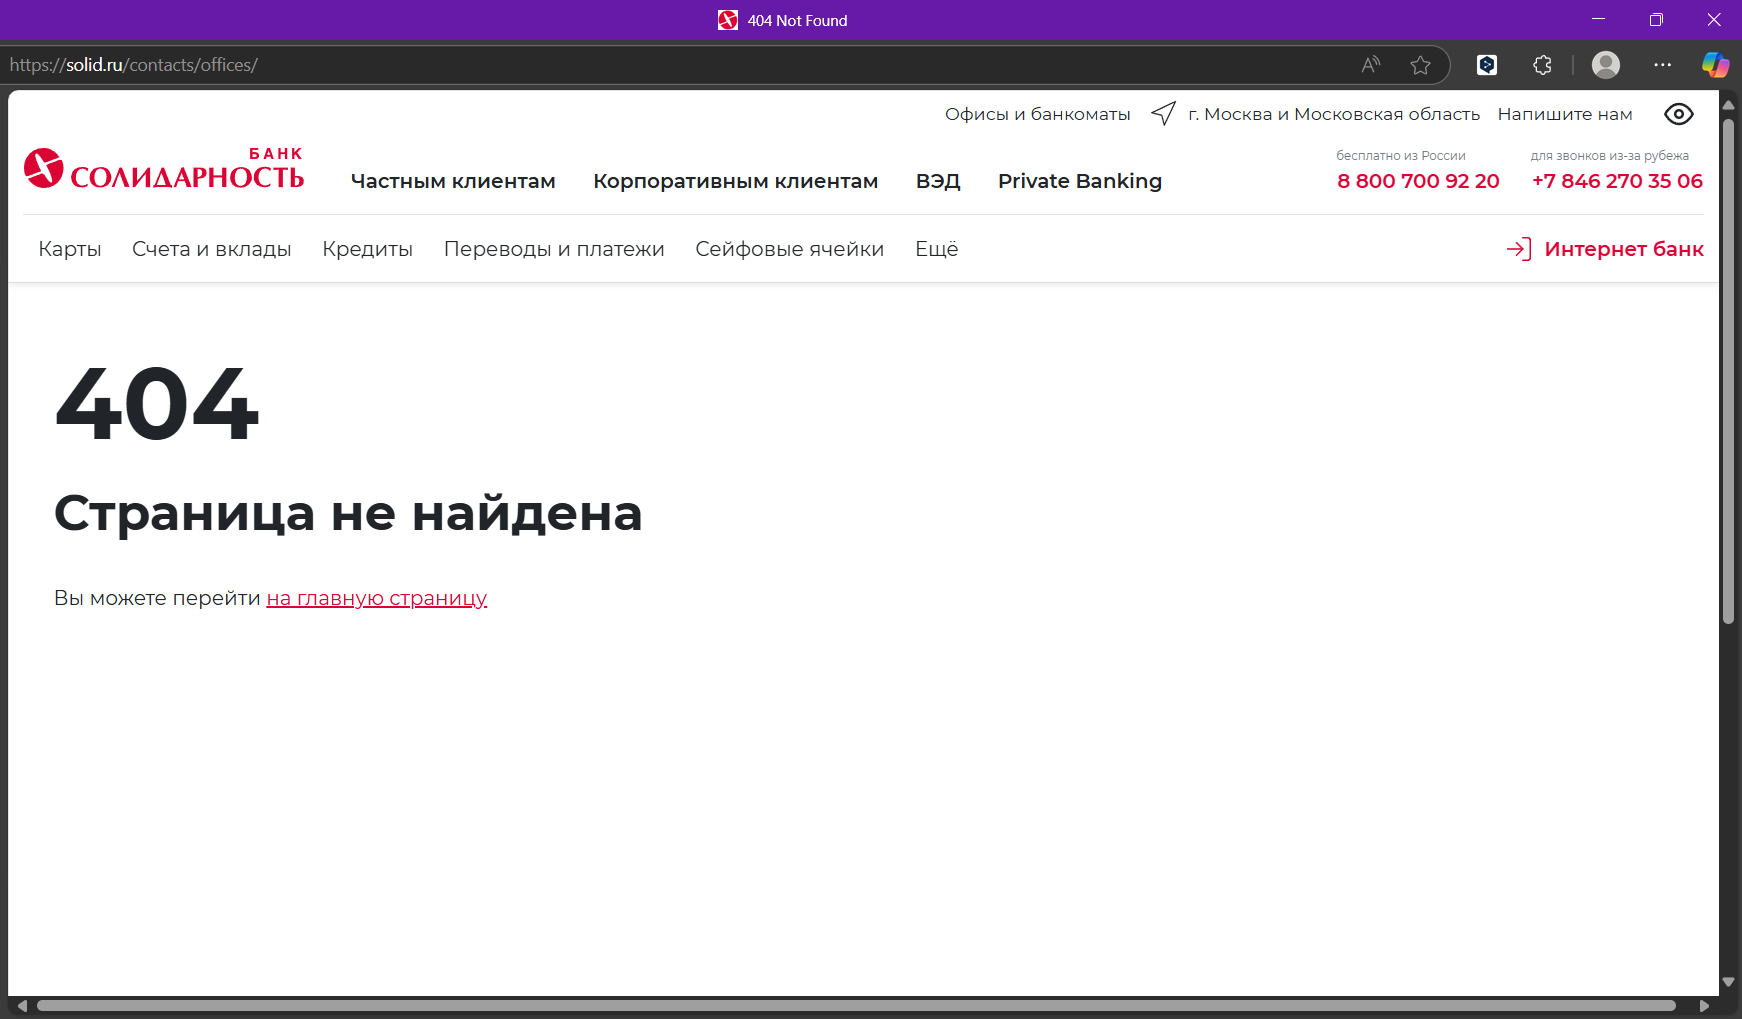 404 Not Found
https://solid.ru/contacts/offices/
Офисы и банкоматы г. Москва и Московская область Напишите нам
БАНК
СОЛИДАРНОСТЬ
Частным клиентам Корпоративным клиентам ВЭД Private Banking
бесплатно из России
8 800 700 92 20
для звонков из-за рубежа
+7 846 270 35 06
Карты Счета и вклады Кредиты Переводы и платежи Сейфовые ячейки Ещё
Интернет банк
404
Страница не найдена
Вы можете перейти на главную страницу